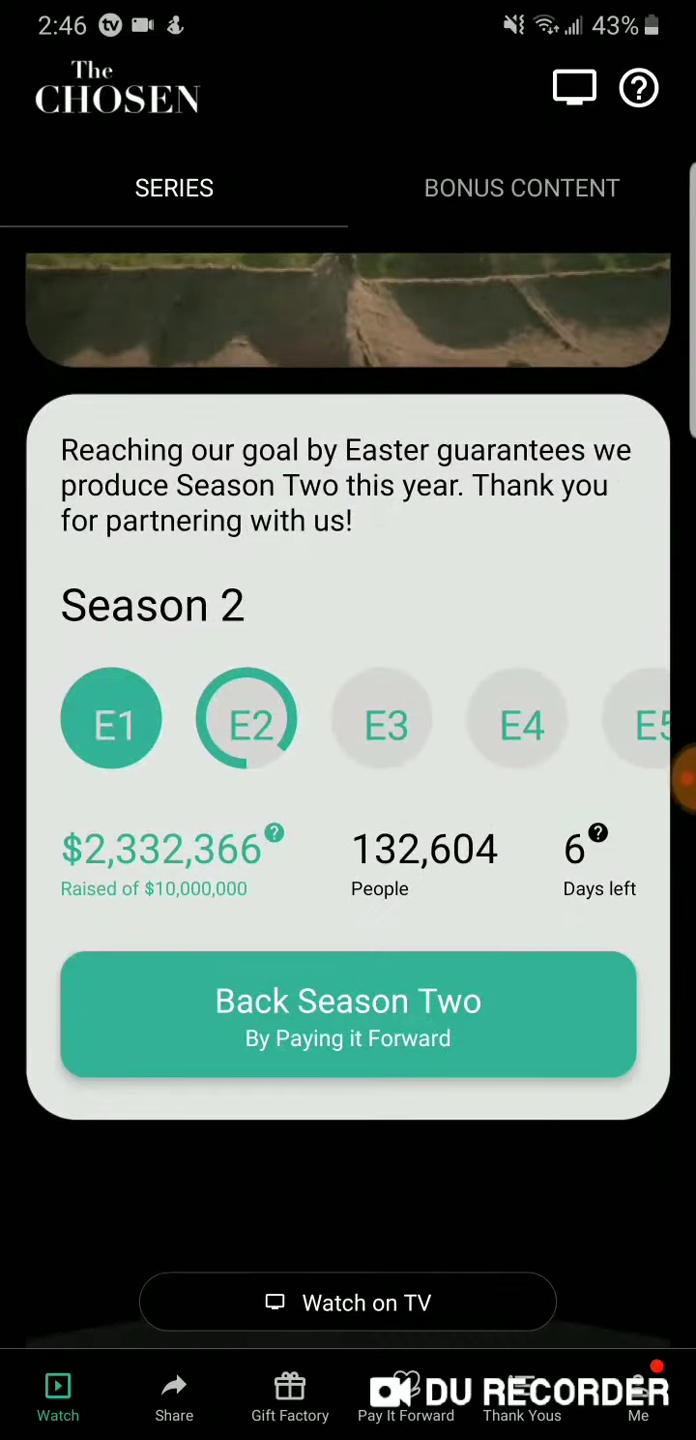 2:46
43%
The
CHOSEN
SERIES
BONUS CONTENT
Reaching our goal by Easter guarantees we
produce Season Two this year. Thank you
for partnering with us!
Season 2
E1 E2 E3 E4 E5
$2,332,366 132,604 6
Raised of $10,000,000 People Days left
Back Season Two
By Paying it Forward
Watch on TV
DU RECORDER
Watch Share Gift Factory Pay It Forward Thank Yous Me